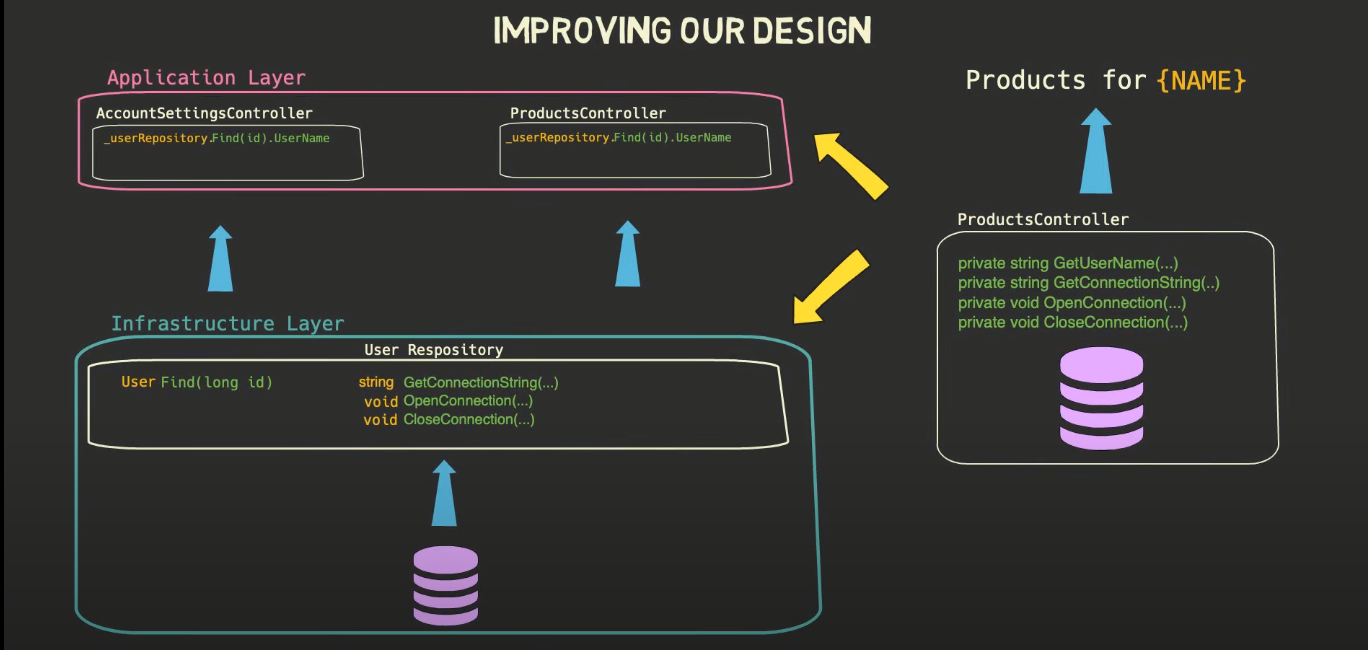 IMPROVING OUR DESIGN
Application Layer
AccountSettingsController
_userRepository.Find(id).UserName
ProductsController
_userRepository.Find(id).UserName
Infrastructure Layer
User Respository
User Find(long id)
string GetConnectionString(...)
void OpenConnection(...)
void CloseConnection(...)
Products for {NAME}
ProductsController
private string GetUserName(...)
private string GetConnectionString(..)
private void OpenConnection(...)
private void CloseConnection(...)